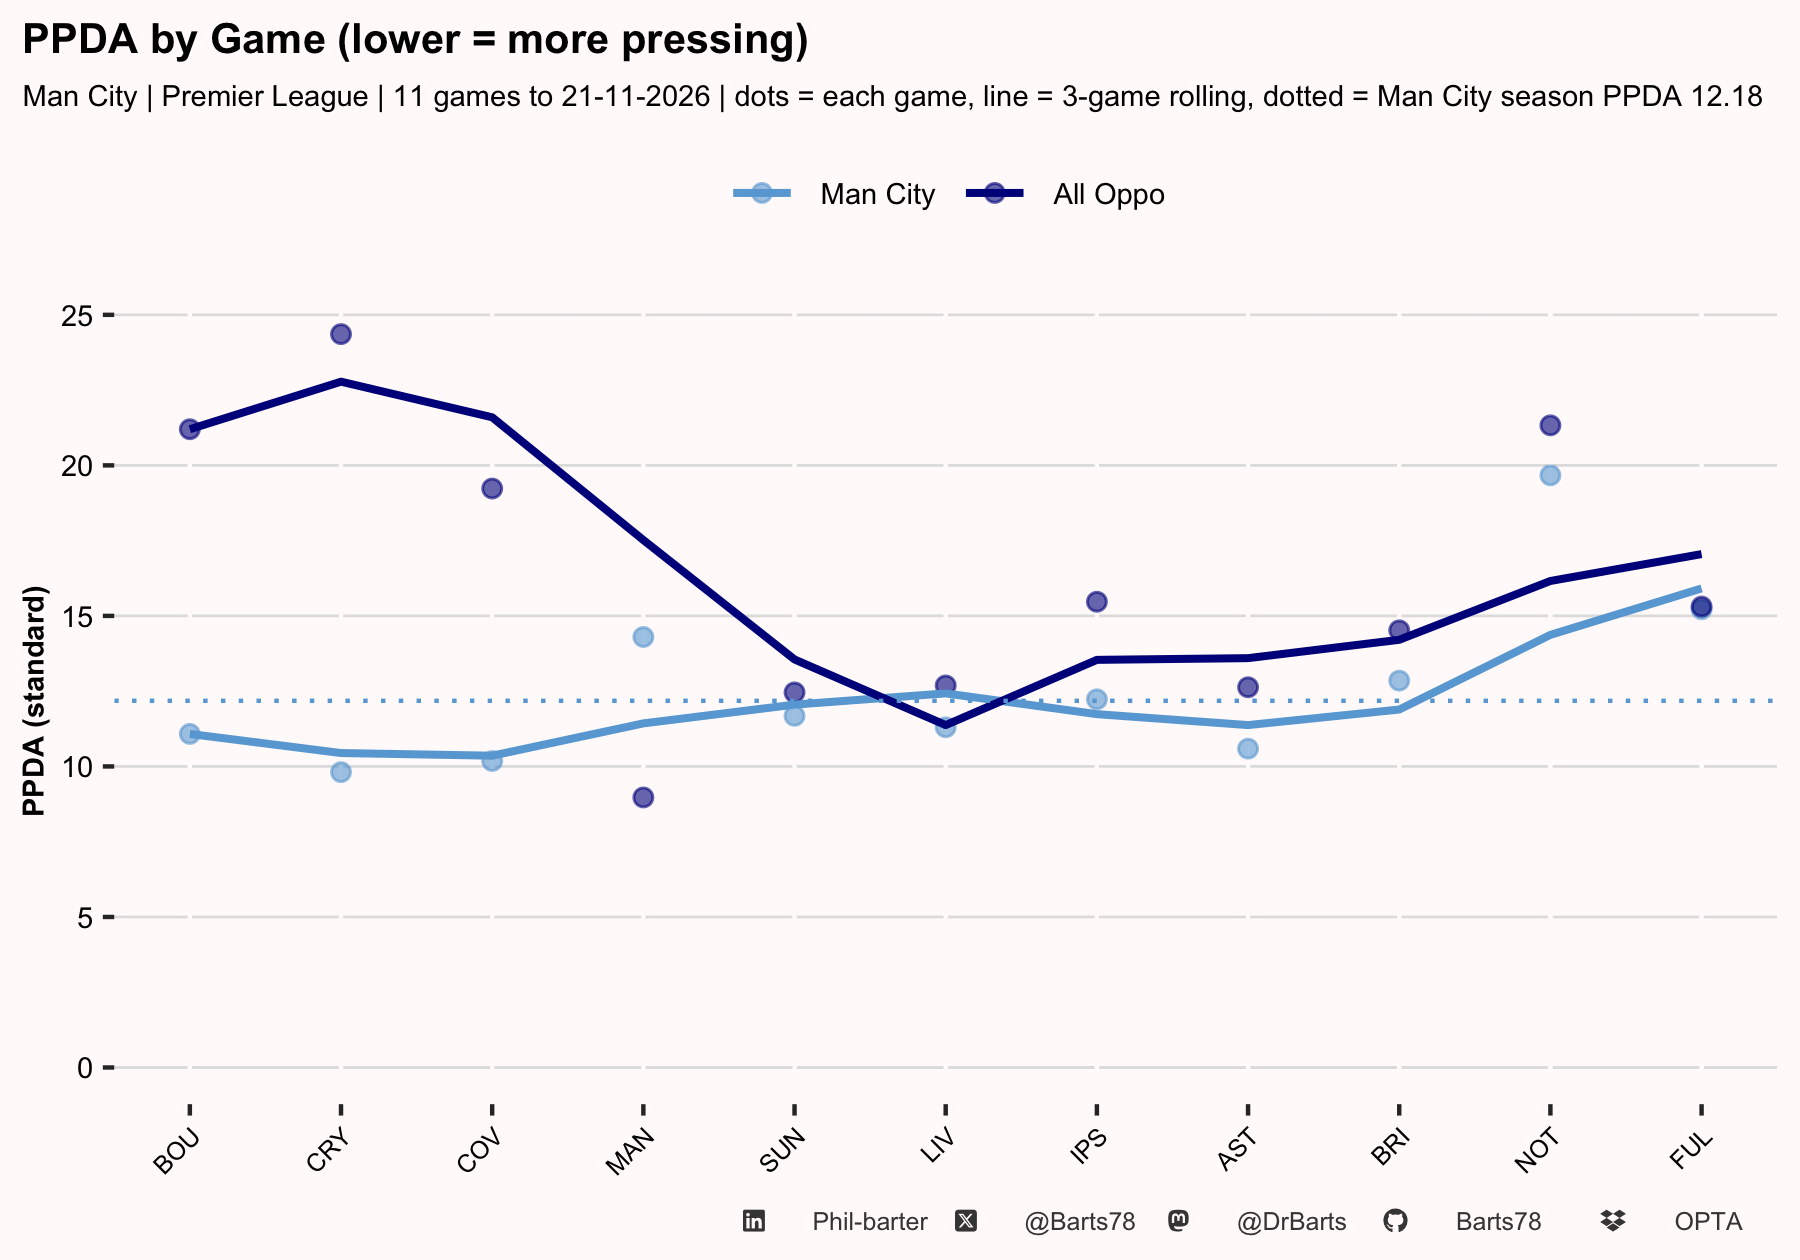 PPDA by Game (lower = more pressing)
Man City | Premier League | 11 games to 21-11-2026 | dots = each game, line = 3-game rolling, dotted = Man City season PPDA 12.18
Man City All Oppo
PPDA (standard)
25
20
15
10
5
0
BOU CRY COV MAN SUN LIV IPS AST BRI NOT FUL
Phil-barter @Barts78 @DrBarts Barts78 OPTA